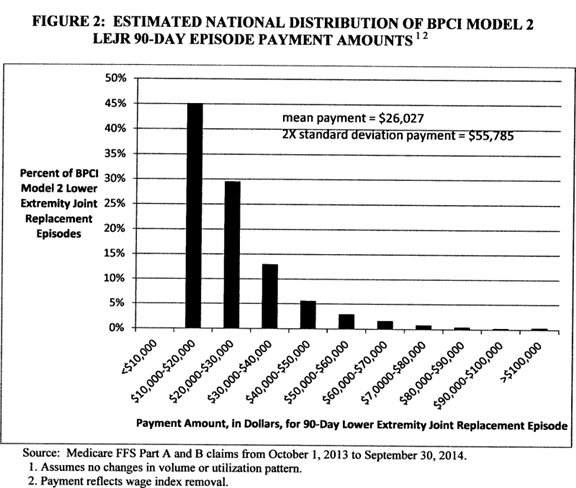 FIGURE 2: ESTIMATED NATIONAL DISTRIBUTION OF BPCI MODEL 2
LEJR 90-DAY EPISODE PAYMENT AMOUNTS 1 2
50%
45%
40%
35%
30%
25%
20%
15%
10%
5%
0%
mean payment = $26,027
2X standard deviation payment = $55,785
Percent of BPCI
Model 2 Lower
Extremity Joint
Replacement
Episodes
<$10,000
$10,000-$20,000
$20,000-$30,000
$30,000-$40,000
$40,000-$50,000
$50,000-$60,000
$60,000-$70,000
$7,0000-$80,000
$80,000-$90,000
$90,000-$100,000
>$100,000
Payment Amount, in Dollars, for 90-Day Lower Extremity Joint Replacement Episode
Source: Medicare FFS Part A and B claims from October 1, 2013 to September 30, 2014.
1. Assumes no changes in volume or utilization pattern.
2. Payment reflects wage index removal.